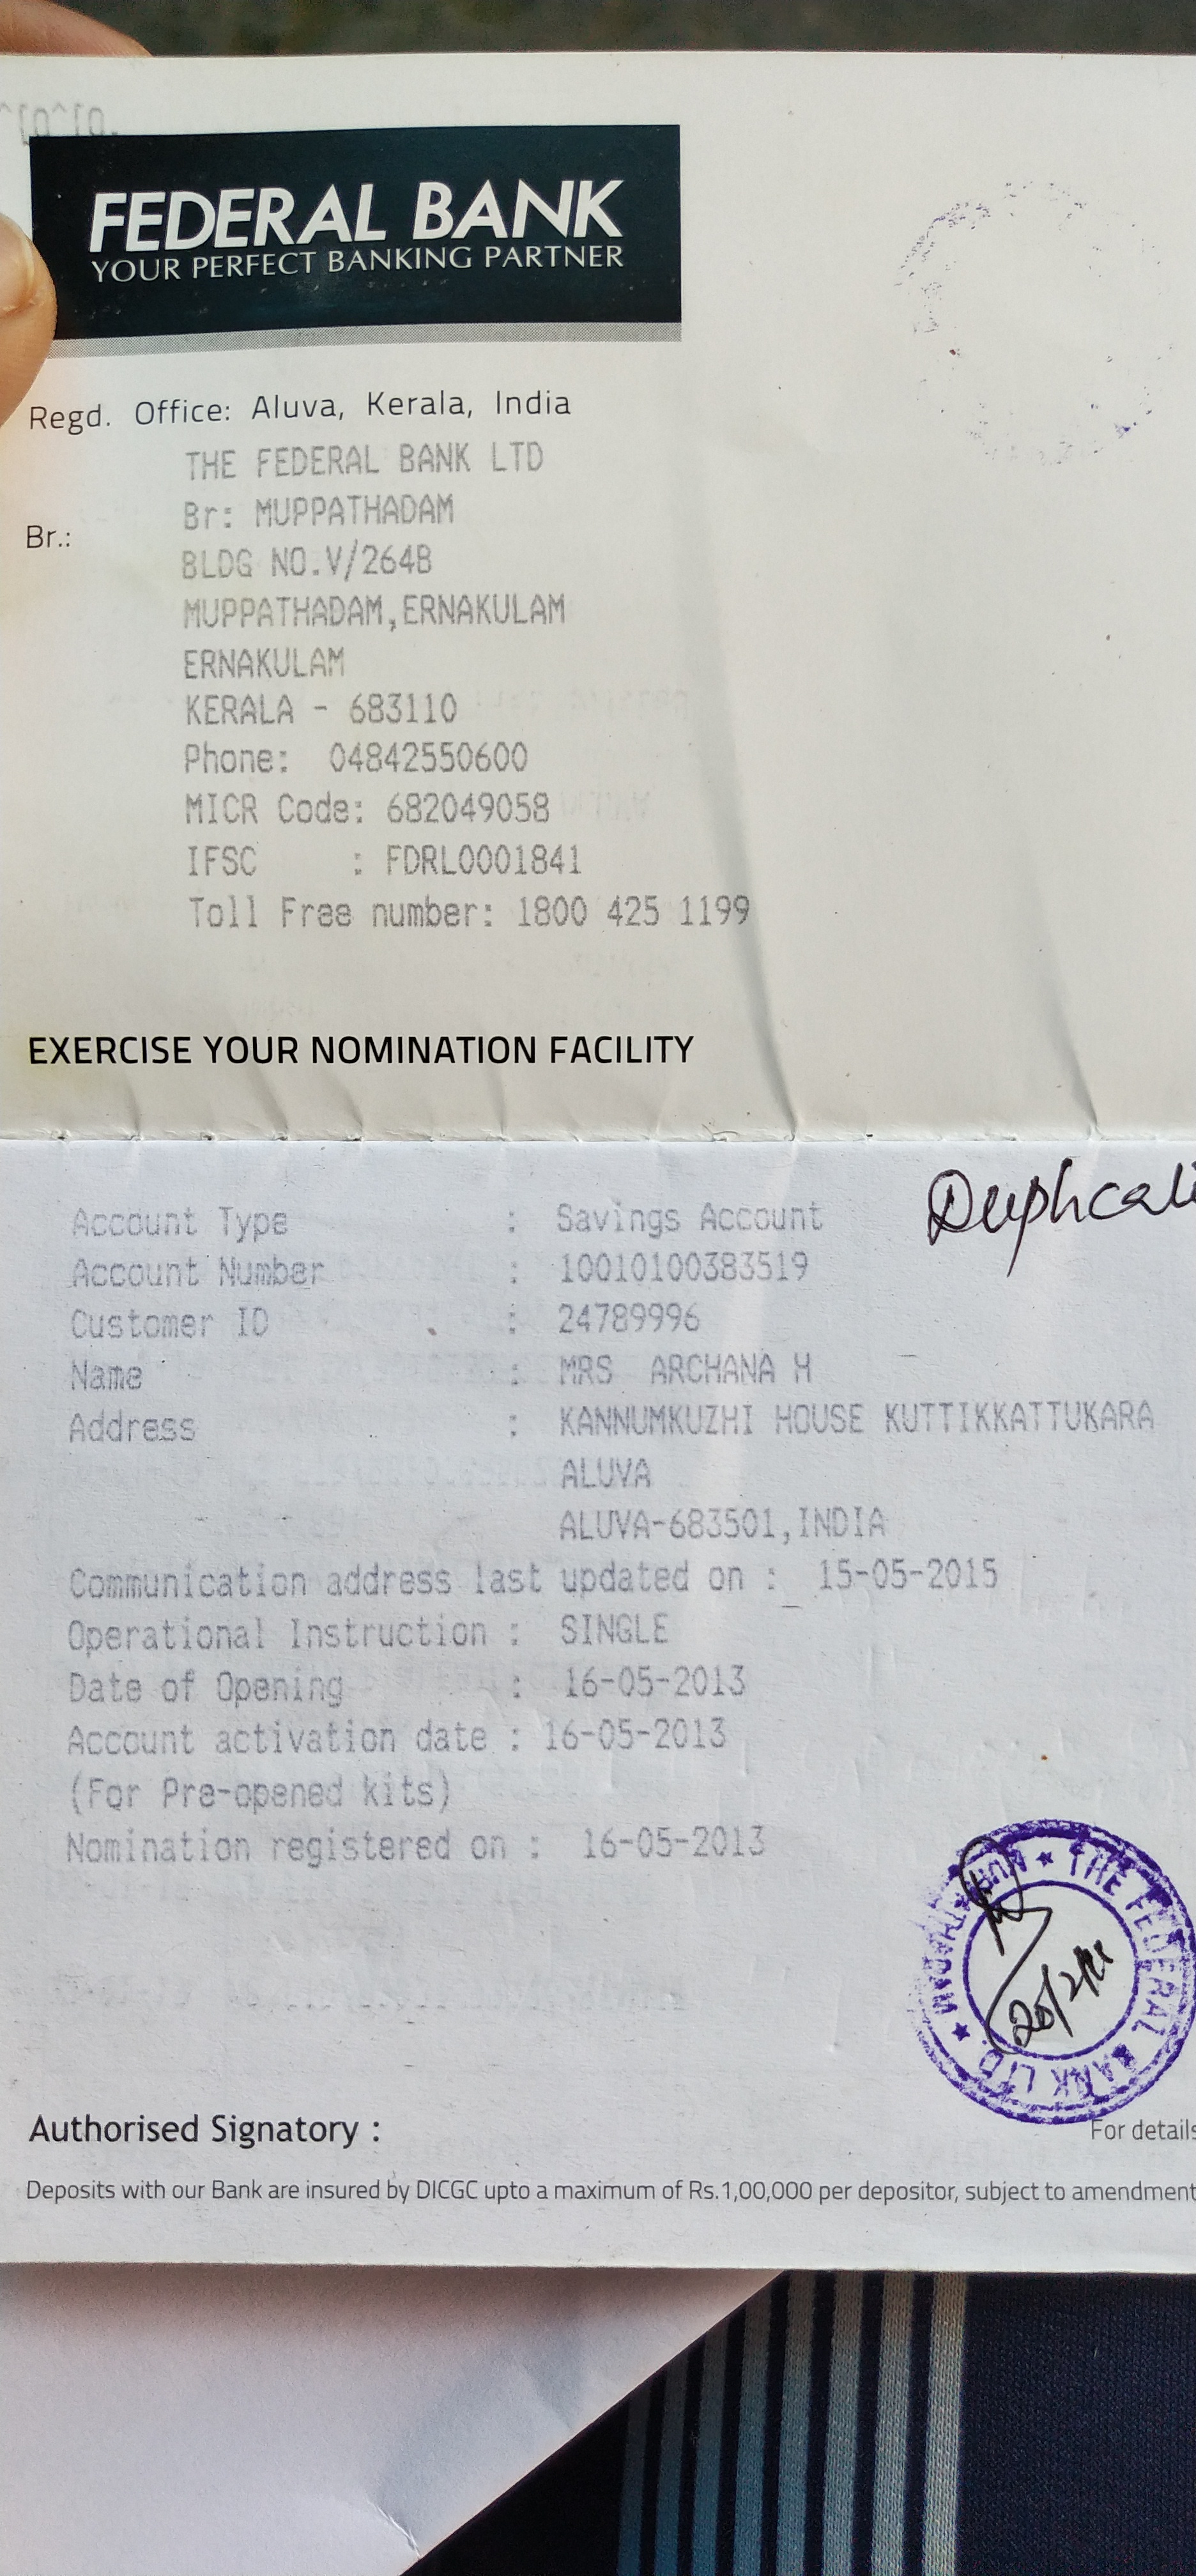 FEDERAL BANK
YOUR PERFECT BANKING PARTNER
Regd. Office: Aluva, Kerala, India
THE FEDERAL BANK LTD
Br.:
Br: MUPPATHADAM
BLDG NO.V/264B
MUPPATHADAM,ERNAKULAM
ERNAKULAM
KERALA - 683110
Phone: 04842550600
MICR Code: 682049058
IFSC : FDRL0001841
Toll Free number: 1800 425 1199
EXERCISE YOUR NOMINATION FACILITY
Duplicat
Account Type : Savings Account
Account Number : 10010100383519
Customer ID : 24789996
Name : MRS ARCHANA H
Address : KANNUMKUZHI HOUSE KUTTIKKATTUKARA
ALUVA
ALUVA-683501,INDIA
Communication address last updated on : 15-05-2015
Operational Instruction : SINGLE
Date of Opening : 16-05-2013
Account activation date : 16-05-2013
(For Pre-opened kits)
Nomination registered on : 16-05-2013
THE FEDERAL BANK LTD
Authorised Signatory :
For details
Deposits with our Bank are insured by DICGC upto a maximum of Rs.1,00,000 per depositor, subject to amendment